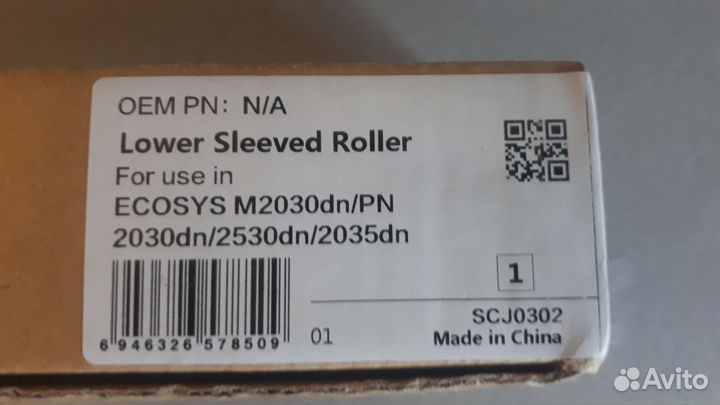 OEM PN: N/A
Lower Sleeved Roller
For use in
ECOSYS M2030dn/PN
2030dn/2530dn/2035dn
1
6 946326 578509
01
SCJ0302
Made in China
Avito